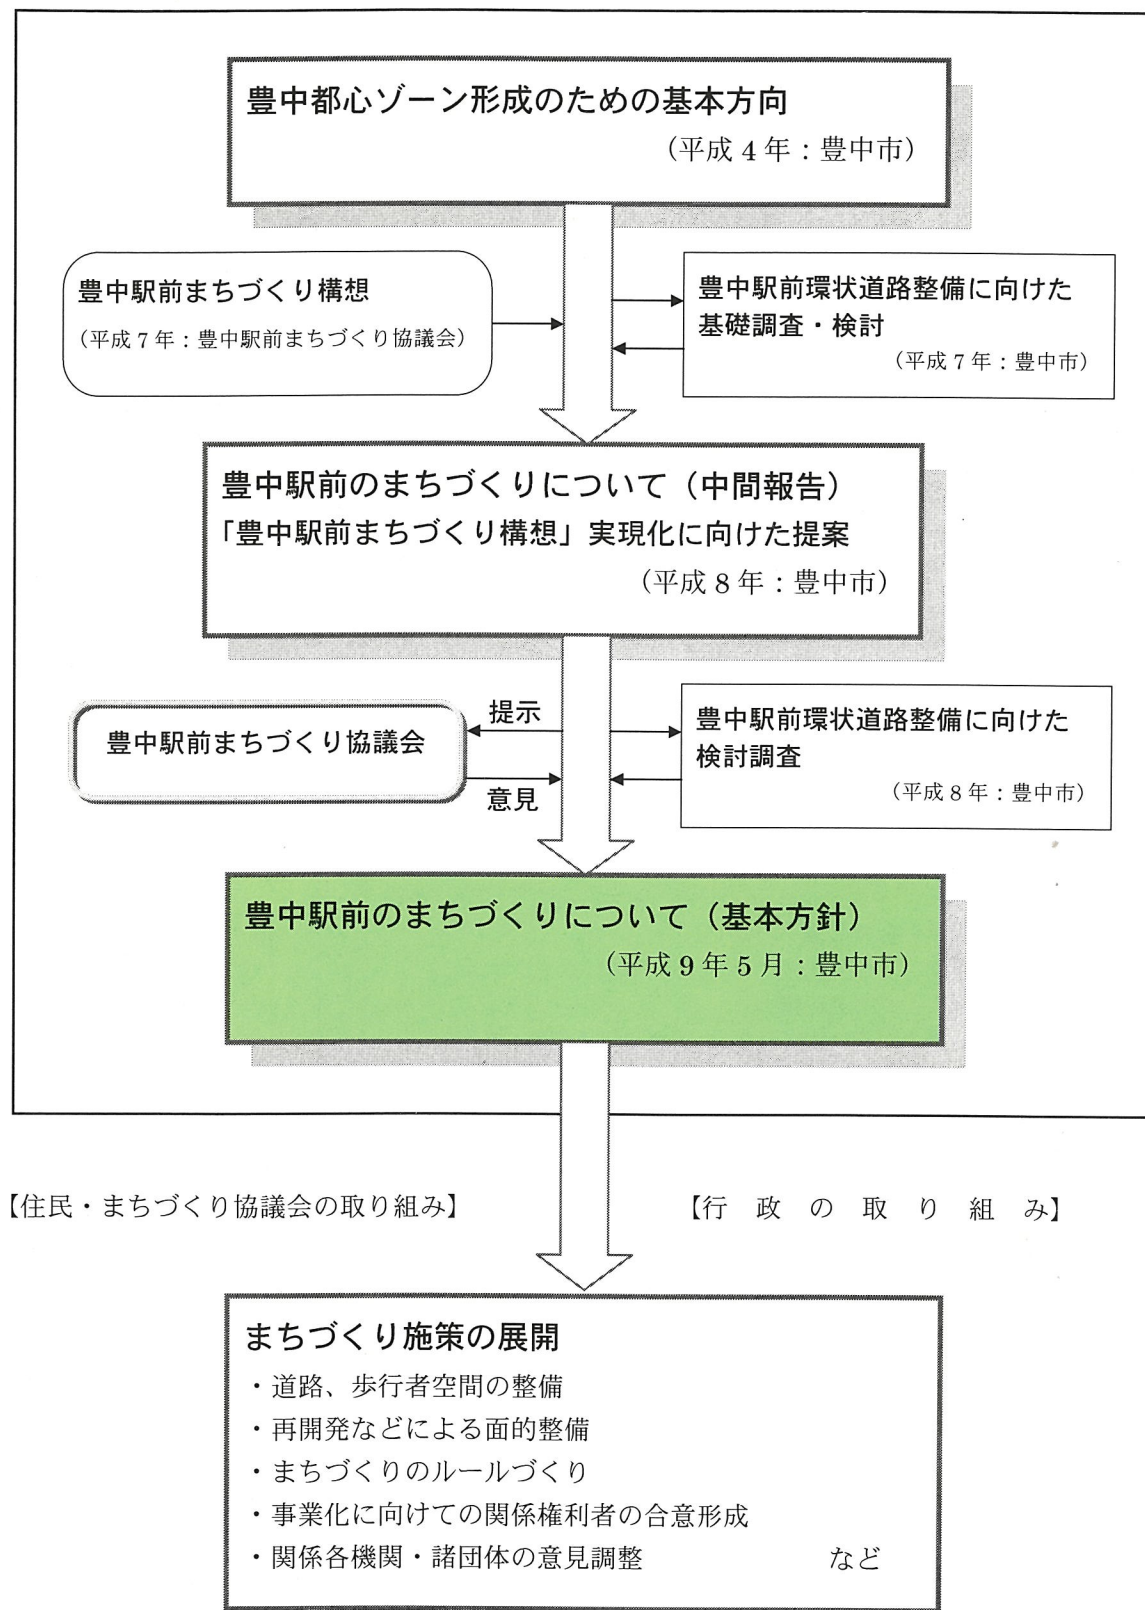 豊中都心ゾーン形成のための基本方向
（平成 4 年：豊中市）
豊中駅前まちづくり構想
（平成 7 年：豊中駅前まちづくり協議会）
豊中駅前環状道路整備に向けた
基礎調査・検討
（平成 7 年：豊中市）
豊中駅前のまちづくりについて（中間報告）
「豊中駅前まちづくり構想」実現化に向けた提案
（平成 8 年：豊中市）
提示
豊中駅前まちづくり協議会
意見
豊中駅前環状道路整備に向けた
検討調査
（平成 8 年：豊中市）
豊中駅前のまちづくりについて（基本方針）
（平成 9 年 5 月：豊中市）
【住民・まちづくり協議会の取り組み】
【行 政 の 取 り 組 み】
まちづくり施策の展開
・道路、歩行者空間の整備
・再開発などによる面的整備
・まちづくりのルールづくり
・事業化に向けての関係権利者の合意形成
・関係各機関・諸団体の意見調整 など